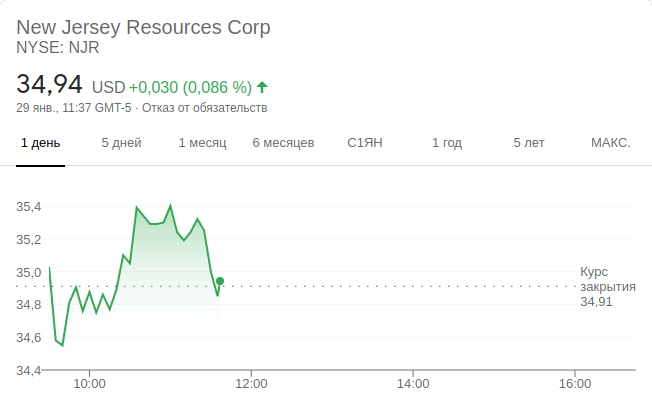 New Jersey Resources Corp
NYSE: NJR
34,94 USD +0,030 (0,086 %)
29 янв., 11:37 GMT-5 · Отказ от обязательств
1 день 5 дней 1 месяц 6 месяцев С1ЯН 1 год 5 лет МАКС.
35,4
35,2
35,0
34,8
34,6
34,4
Курс
закрытия
34,91
10:00 12:00 14:00 16:00